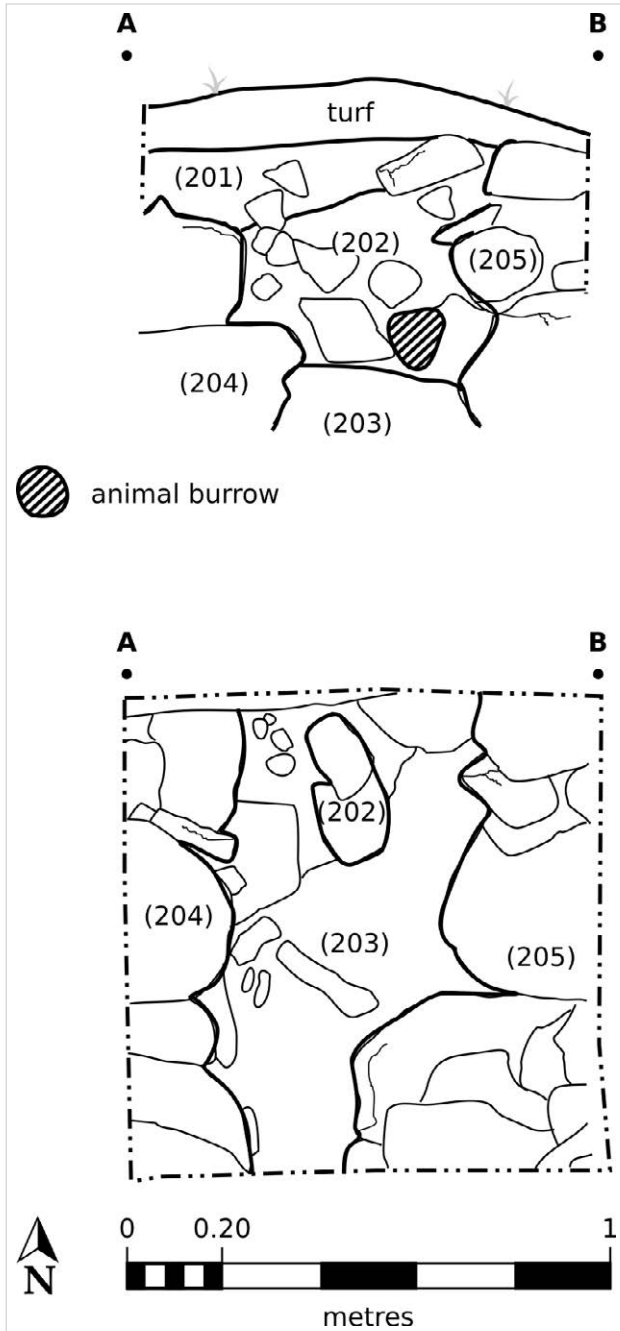 A B
turf
(201)
(202)
(205)
(204)
(203)
animal burrow
A B
(202)
(204)
(203)
(205)
N
0 0.20 1
metres